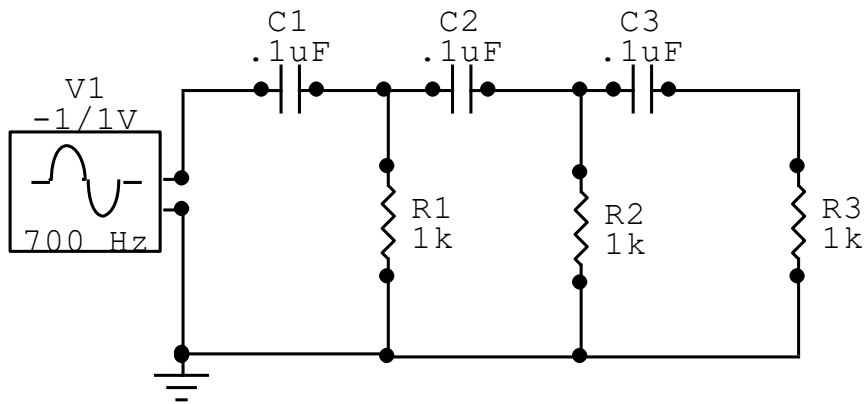 C1
.1uF
C2
.1uF
C3
.1uF
V1
-1/1V
700 Hz
R1
1k
R2
1k
R3
1k